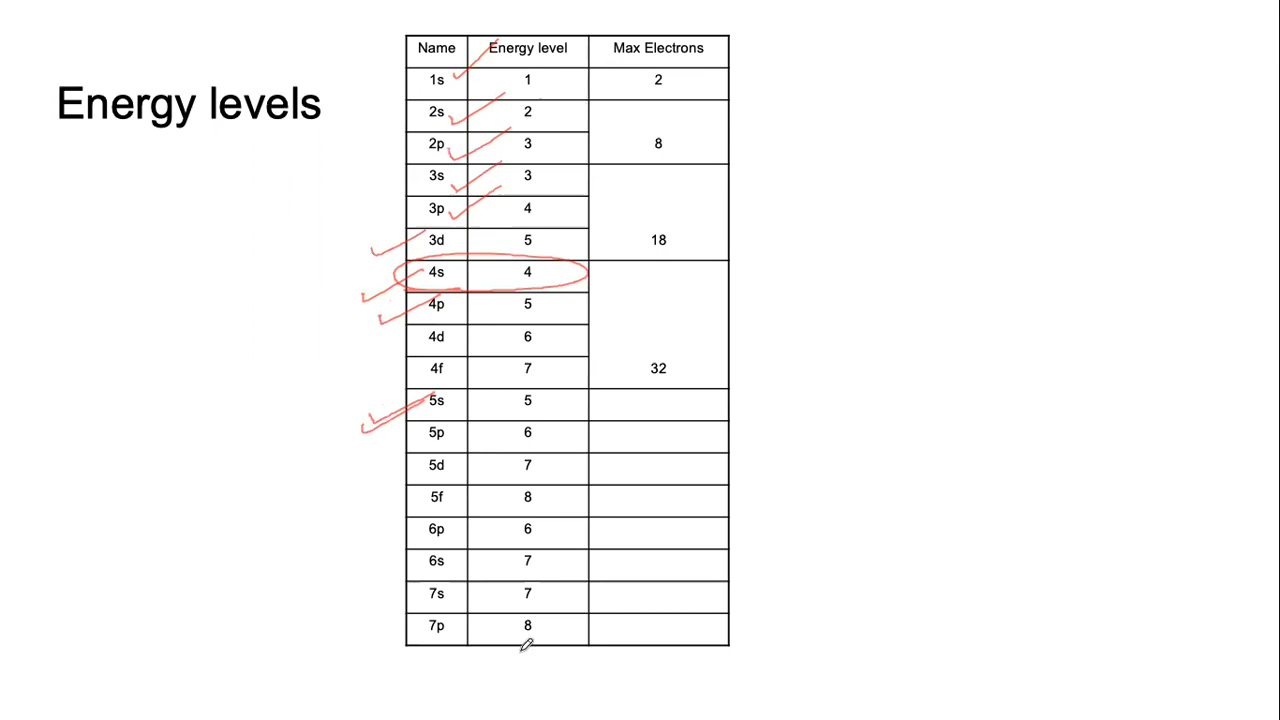 Energy levels
Name Energy level Max Electrons
1s 1 2
2s 2
2p 3 8
3s 3
3p 4
3d 5 18
4s 4
4p 5
4d 6
4f 7 32
5s 5
5p 6
5d 7
5f 8
6p 6
6s 7
7s 7
7p 8